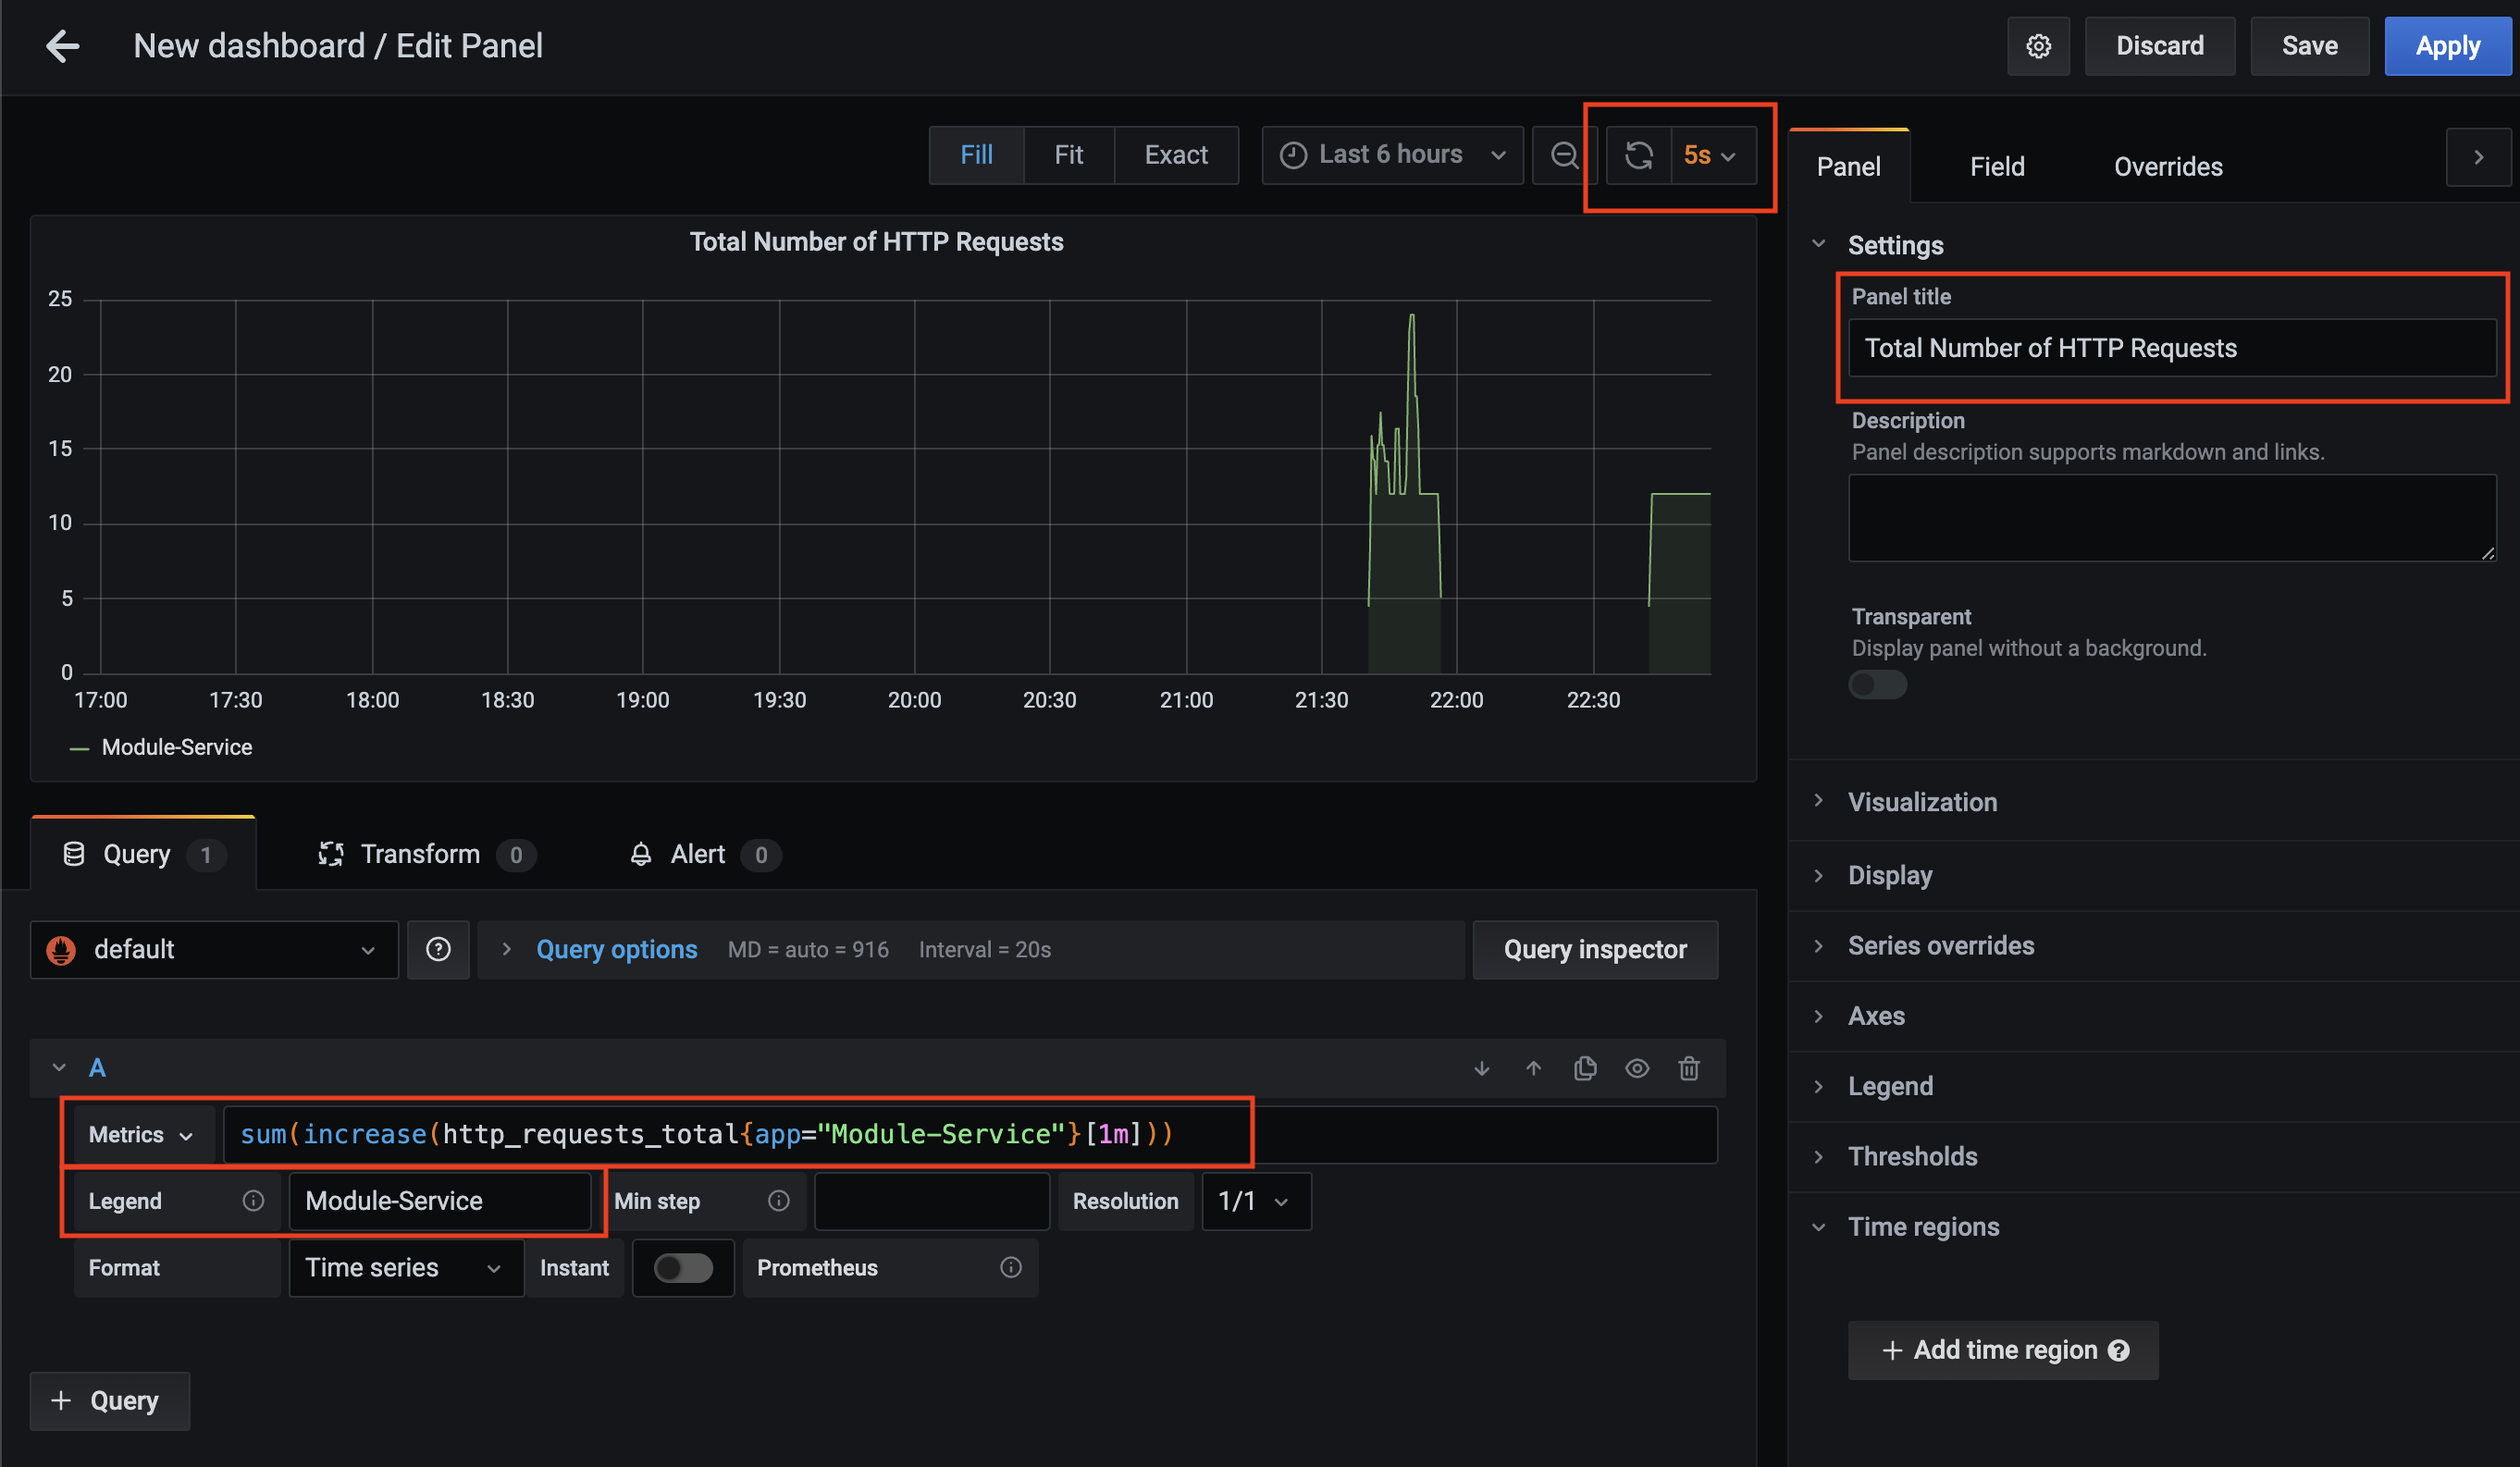 New dashboard / Edit Panel
Discard
Save
Apply
Fill
Fit
Exact
Last 6 hours
5s
Total Number of HTTP Requests
25
20
15
10
5
0
17:00
17:30
18:00
18:30
19:00
19:30
20:00
20:30
21:00
21:30
22:00
22:30
Module-Service
Query 1
Transform 0
Alert 0
default
Query options
MD = auto = 916
Interval = 20s
Query inspector
A
Metrics
sum(increase(http_requests_total{app="Module-Service"}[1m]))
Legend
Module-Service
Min step
Resolution
1/1
Format
Time series
Instant
Prometheus
+ Query
Panel
Field
Overrides
Settings
Panel title
Total Number of HTTP Requests
Description
Panel description supports markdown and links.
Transparent
Display panel without a background.
Visualization
Display
Series overrides
Axes
Legend
Thresholds
Time regions
+ Add time region